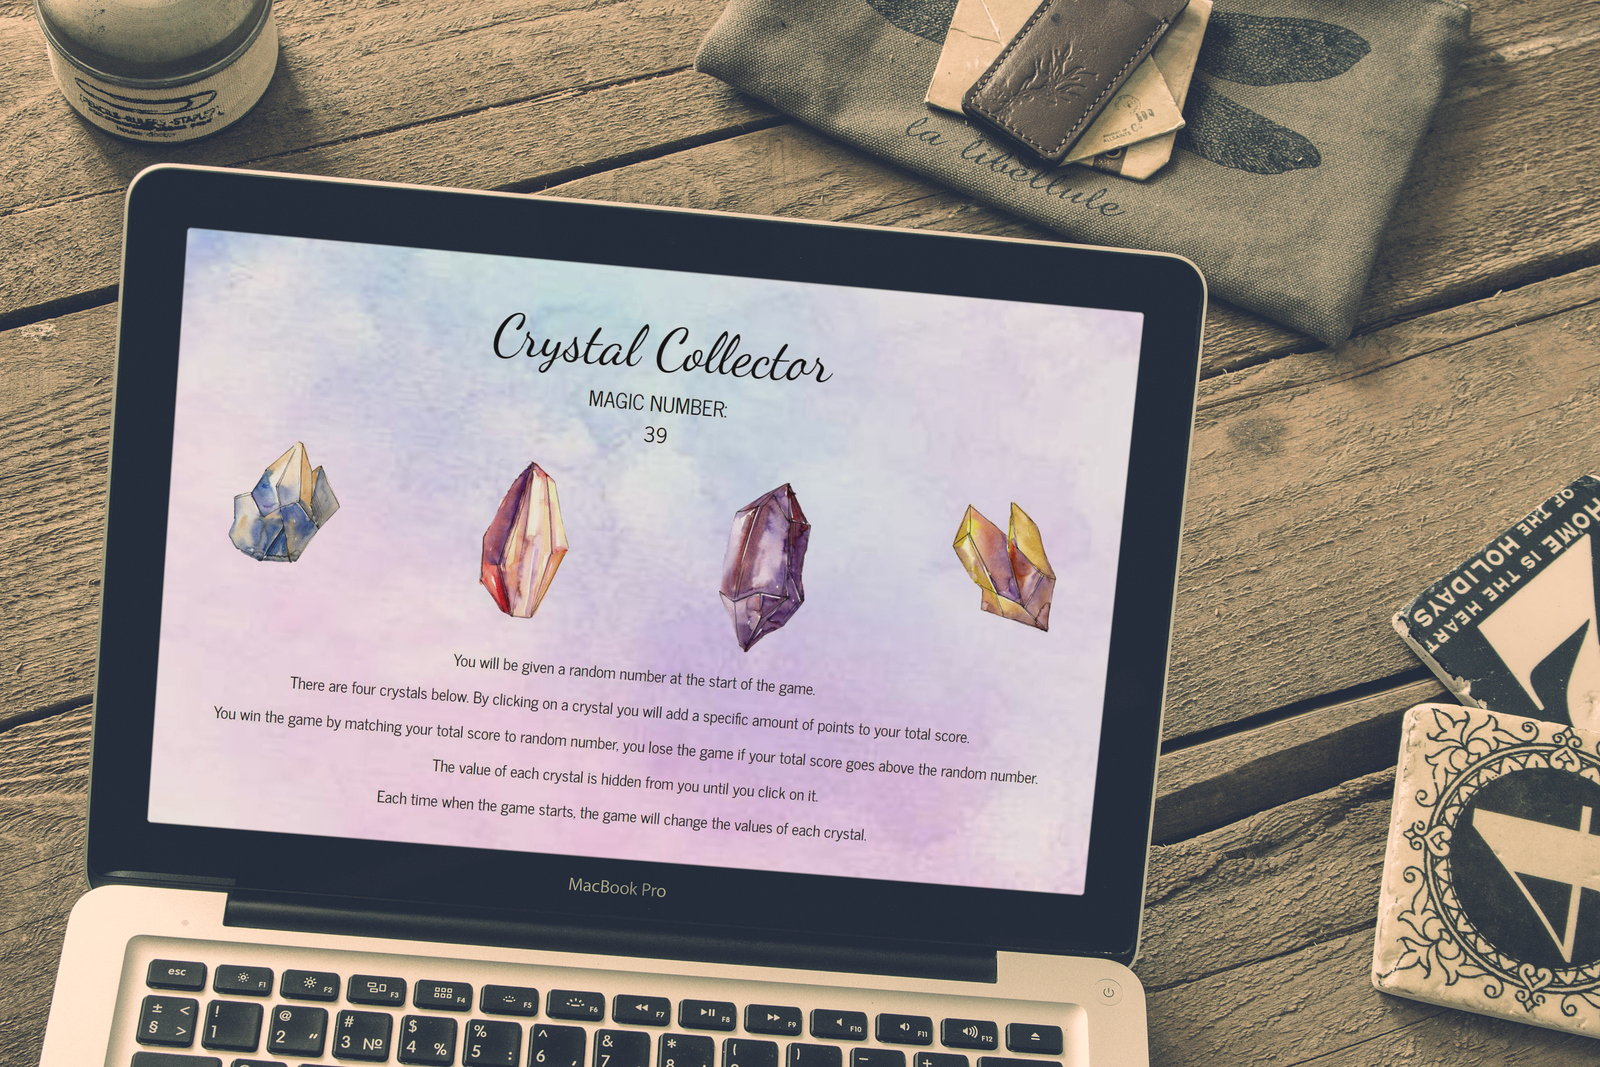 la libellule
HOME IS THE HEART
OF THE HOLIDAYS
Crystal Collector
MAGIC NUMBER:
39
You will be given a random number at the start of the game.
There are four crystals below. By clicking on a crystal you will add a specific amount of points to your total score.
You win the game by matching your total score to random number, you lose the game if your total score goes above the random number.
The value of each crystal is hidden from you until you click on it.
Each time when the game starts, the game will change the values of each crystal.
MacBook Pro
esc F1 F2 F3 F4 F5 F6 F7 F8 F9 F10 F11 F12
± < ! @ # $ % ^ & * ( ) – +
§ > 1 2 “ 3 № 4 % 5 : 6 , 7 8